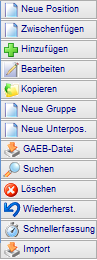 Neue Position
Zwischenfügen
Hinzufügen
Bearbeiten
Kopieren
Neue Gruppe
Neue Unterpos.
GAEB-Datei
Suchen
Löschen
Wiederherst.
Schnellerfassung
Import